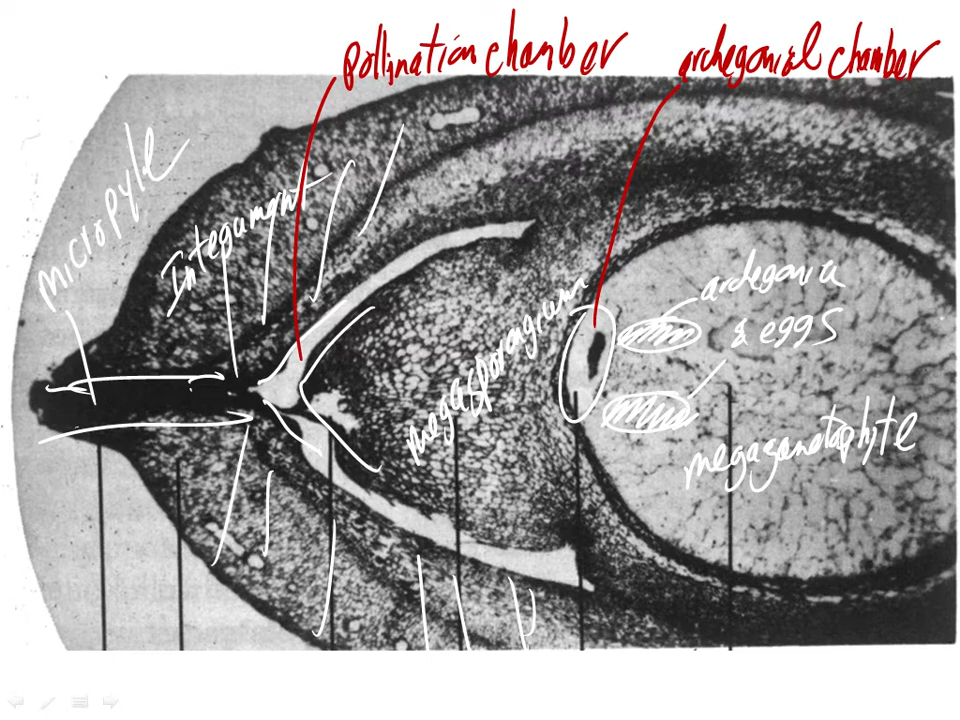 Pollination chamber
archegonial chamber
micropyle
Integument
megasporangium
archegonia
& eggs
megagametophyte